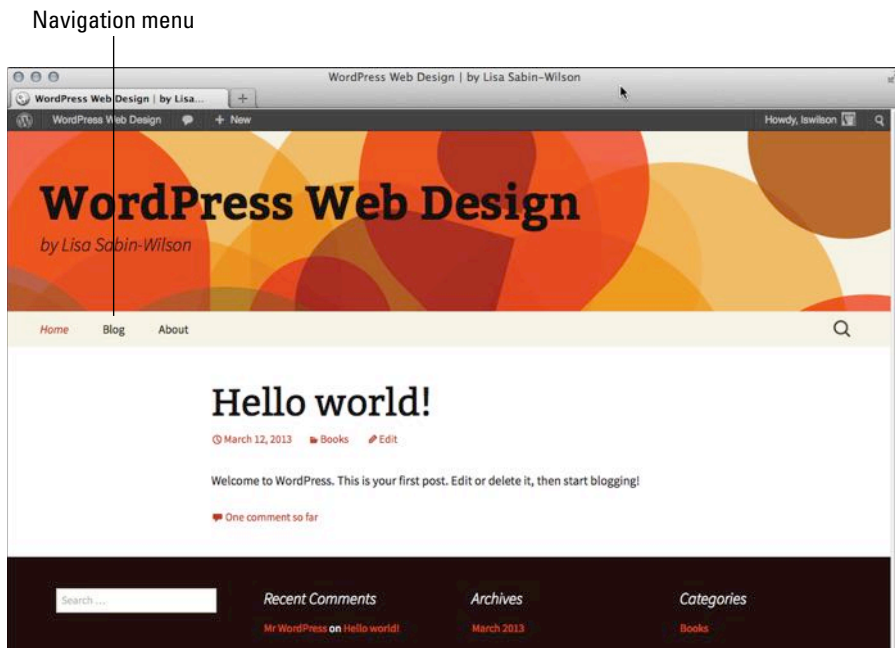 Navigation menu
WordPress Web Design | by Lisa Sabin-Wilson
WordPress Web Design | by Lisa...
WordPress Web Design + New Howdy, lswilson
WordPress Web Design
by Lisa Sabin-Wilson
Home Blog About
Hello world!
March 12, 2013 Books Edit
Welcome to WordPress. This is your first post. Edit or delete it, then start blogging!
One comment so far
Search ... Recent Comments Archives Categories
Mr WordPress on Hello world! March 2013 Books